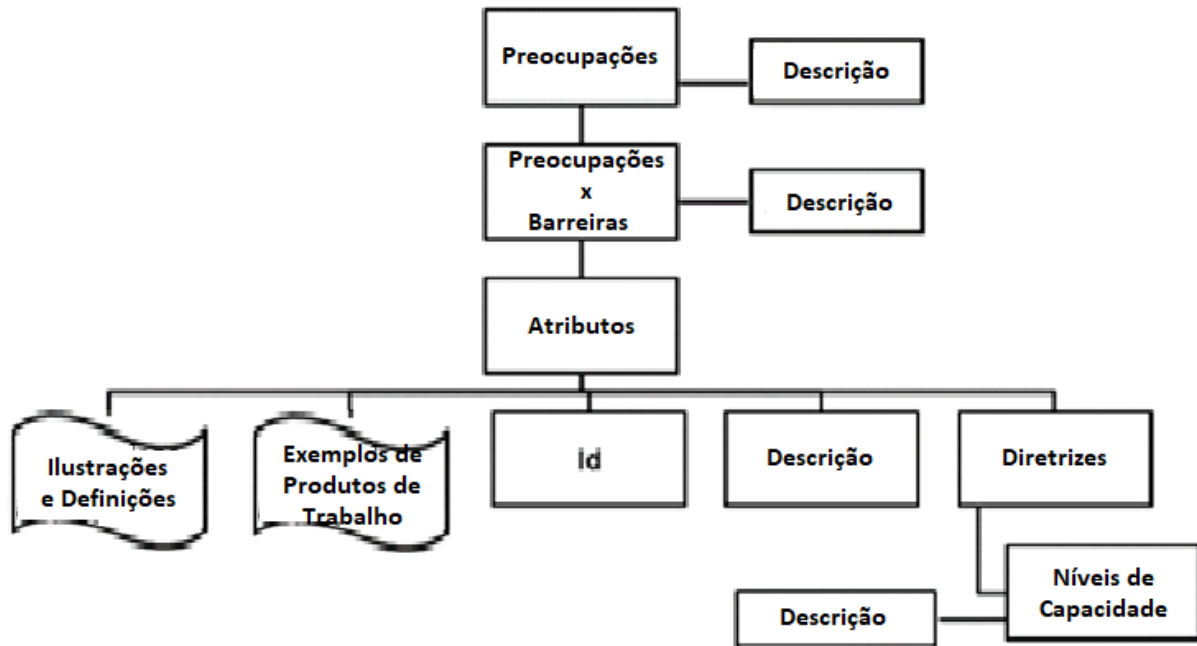 Preocupações
Descrição
Preocupações
x
Barreiras
Descrição
Atributos
Ilustrações
e Definições
Exemplos de
Produtos de
Trabalho
id
Descrição
Diretrizes
Níveis de
Capacidade
Descrição